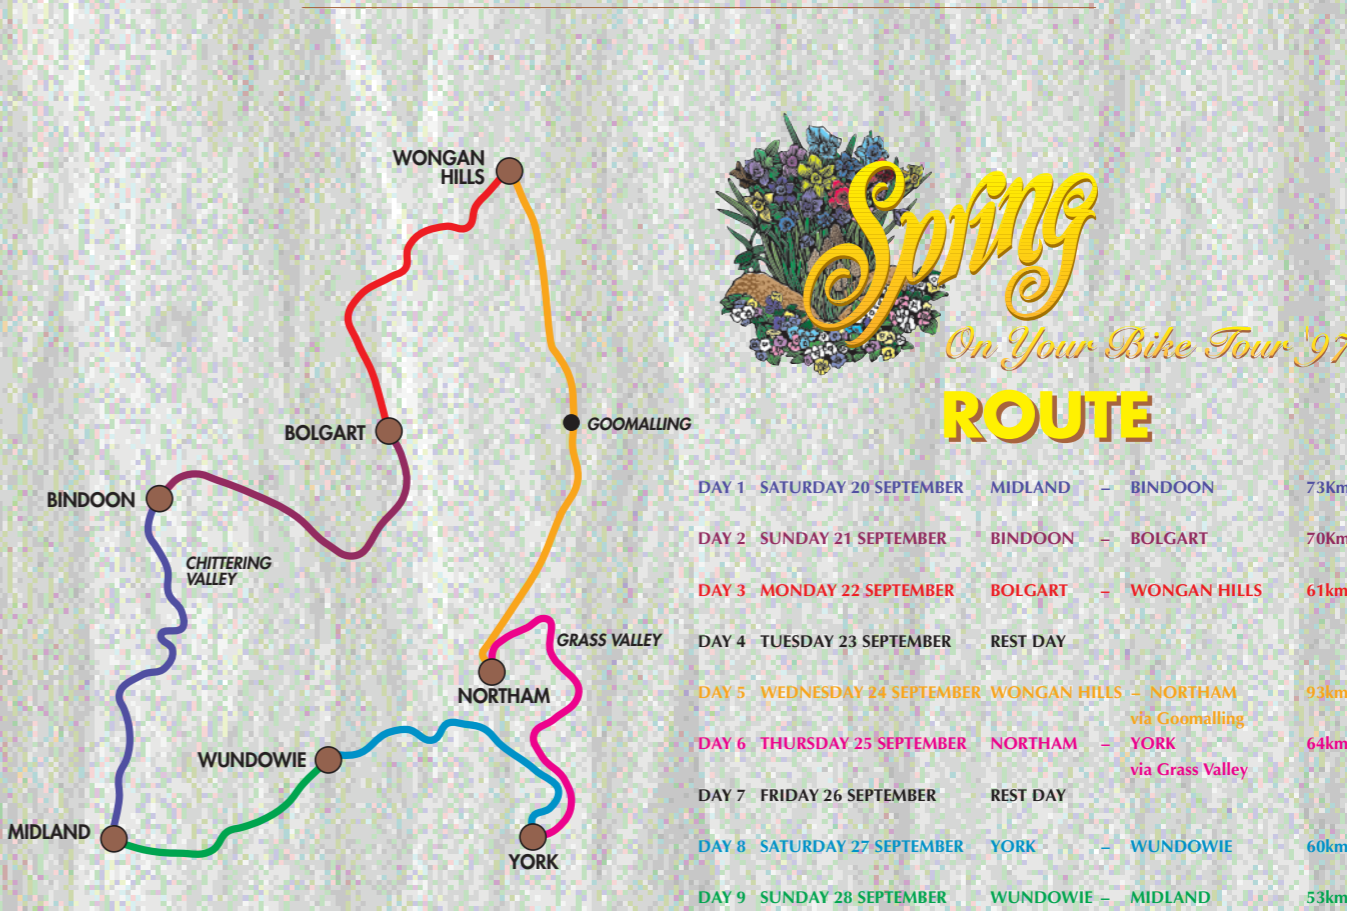 WONGAN
HILLS
GOOMALLING
BOLGART
BINDOON
CHITTERING
VALLEY
GRASS VALLEY
NORTHAM
WUNDOWIE
MIDLAND
YORK
Spring
On Your Bike Tour '97
ROUTE
DAY 1 SATURDAY 20 SEPTEMBER MIDLAND – BINDOON 73Km
DAY 2 SUNDAY 21 SEPTEMBER BINDOON – BOLGART 70Km
DAY 3 MONDAY 22 SEPTEMBER BOLGART – WONGAN HILLS 61km
DAY 4 TUESDAY 23 SEPTEMBER REST DAY
DAY 5 WEDNESDAY 24 SEPTEMBER WONGAN HILLS – NORTHAM 93km
via Goomalling
DAY 6 THURSDAY 25 SEPTEMBER NORTHAM – YORK 64km
via Grass Valley
DAY 7 FRIDAY 26 SEPTEMBER REST DAY
DAY 8 SATURDAY 27 SEPTEMBER YORK – WUNDOWIE 60km
DAY 9 SUNDAY 28 SEPTEMBER WUNDOWIE – MIDLAND 53km